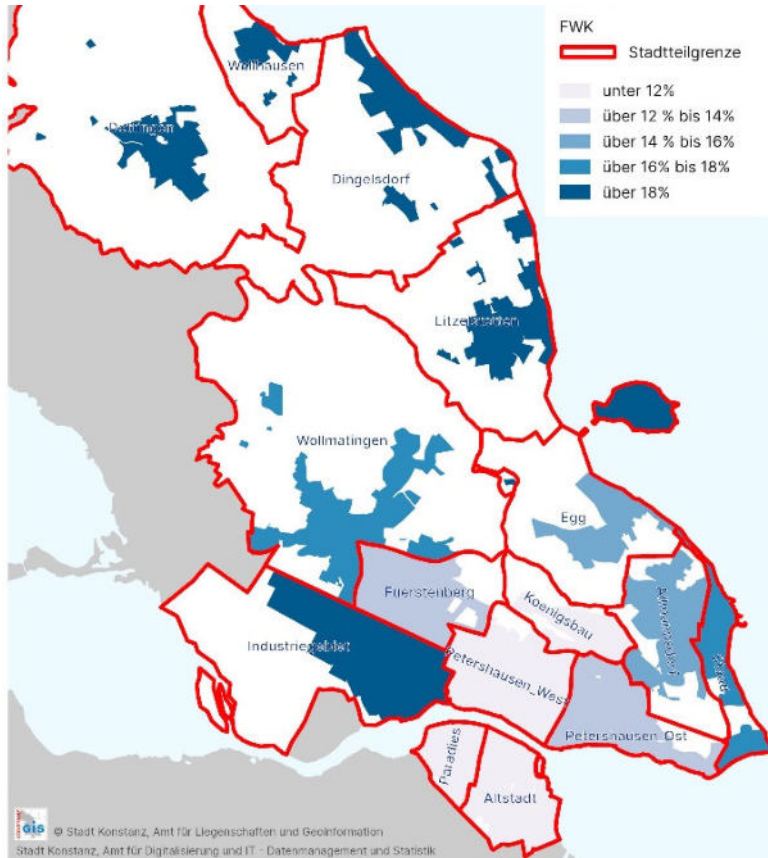 FWK
Stadtteilgrenze
unter 12%
über 12 % bis 14%
über 14 % bis 16%
über 16% bis 18%
über 18%
Wallhausen
Dettingen
Dingelsdorf
Litzelstetten
Wollmatingen
Egg
Fuerstenberg
Koenigsbau
Allmannsdorf
Staad
Industriegebiet
Petershausen_West
Petershausen_Ost
Paradies
Altstadt
GIS
© Stadt Konstanz, Amt für Liegenschaften und Geoinformation
Stadt Konstanz, Amt für Digitalisierung und IT - Datenmanagement und Statistik